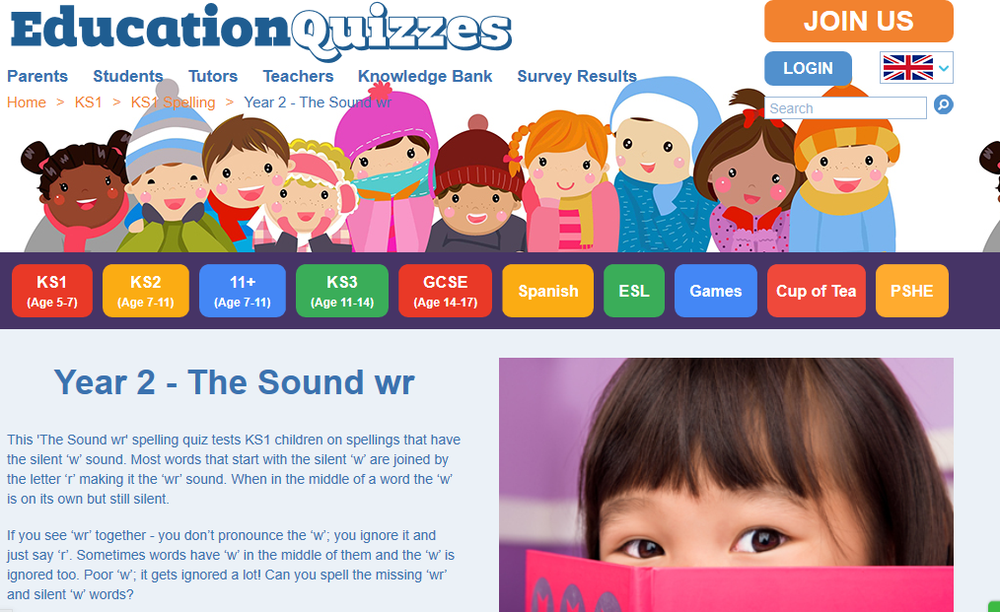 EducationQuizzes
JOIN US
Parents Students Tutors Teachers Knowledge Bank Survey Results
LOGIN
Home > KS1 > KS1 Spelling > Year 2 - The Sound wr
Search
KS1 KS2 11+ KS3 GCSE Spanish ESL Games Cup of Tea PSHE
(Age 5-7) (Age 7-11) (Age 7-11) (Age 11-14) (Age 14-17)
Year 2 - The Sound wr
This 'The Sound wr' spelling quiz tests KS1 children on spellings that have
the silent ‘w’ sound. Most words that start with the silent ‘w’ are joined by
the letter ‘r’ making it the ‘wr’ sound. When in the middle of a word the ‘w’
is on its own but still silent.
If you see ‘wr’ together - you don’t pronounce the ‘w’; you ignore it and
just say ‘r’. Sometimes words have ‘w’ in the middle of them and the ‘w’ is
ignored too. Poor ‘w’; it gets ignored a lot! Can you spell the missing ‘wr’
and silent ‘w’ words?